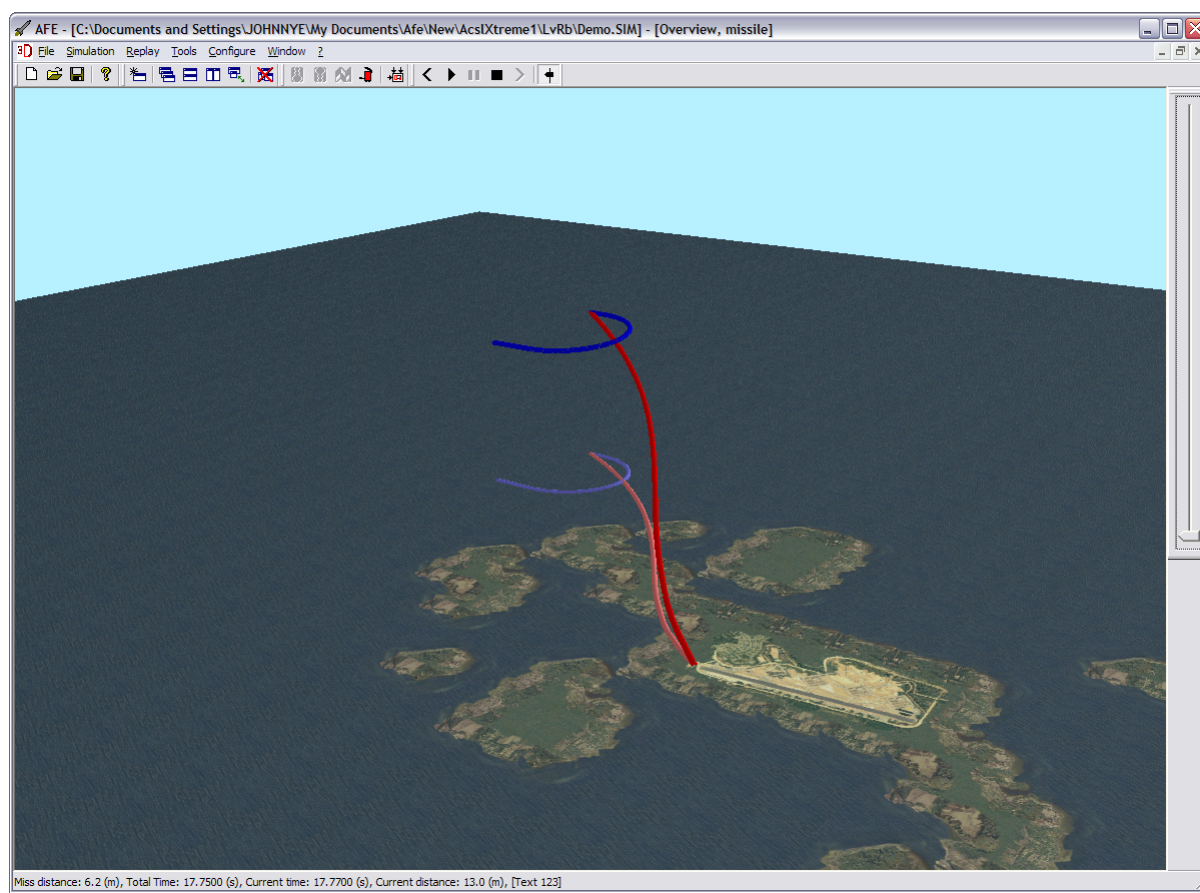 AFE - [C:\Documents and Settings\JOHNNYE\My Documents\Afe\New\AcslXtreme1\LvRb\Demo.SIM] - [Overview, missile]
3D File Simulation Replay Tools Configure Window ?
Miss distance: 6.2 (m), Total Time: 17.7500 (s), Current time: 17.7700 (s), Current distance: 13.0 (m), [Text 123]